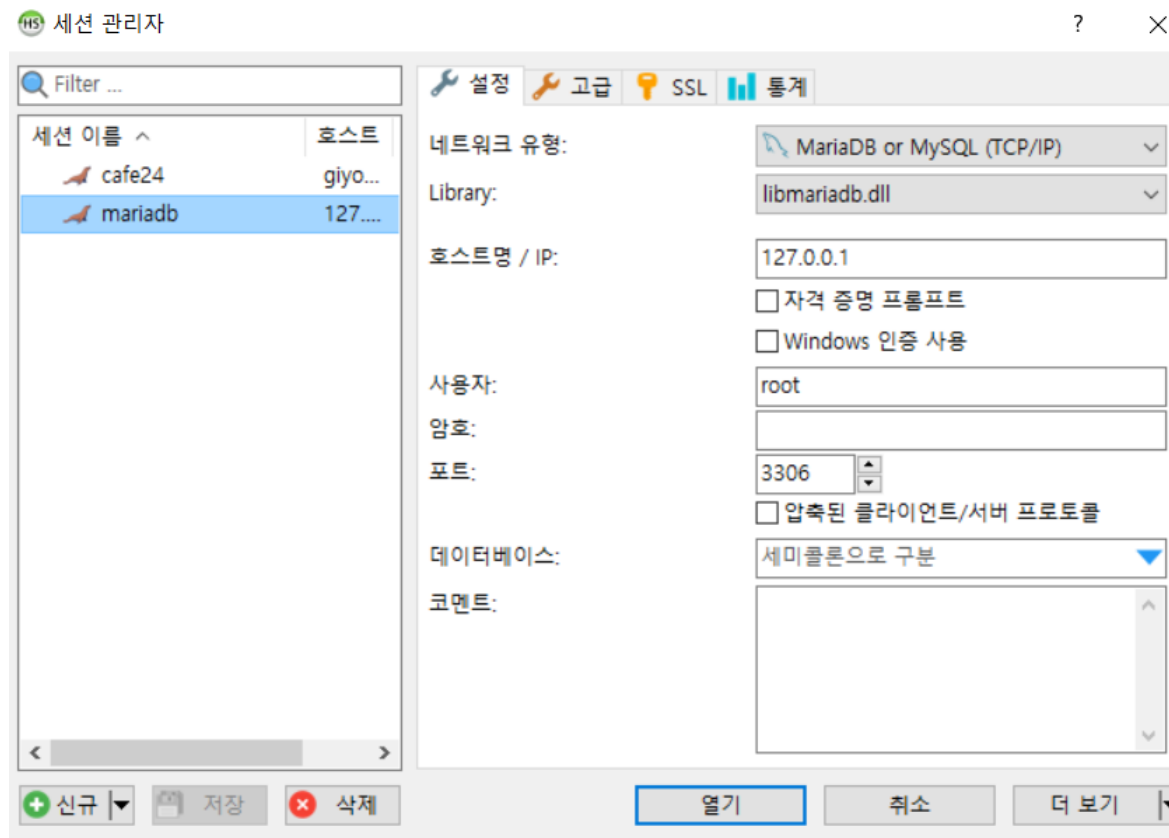 HS 세션 관리자 ?
Filter ...
세션 이름 호스트
cafe24 giyo...
mariadb 127....
설정 고급 SSL 통계
네트워크 유형: MariaDB or MySQL (TCP/IP)
Library: libmariadb.dll
호스트명 / IP: 127.0.0.1
자격 증명 프롬프트
Windows 인증 사용
사용자: root
암호:
포트: 3306
압축된 클라이언트/서버 프로토콜
데이터베이스: 세미콜론으로 구분
코멘트:
신규 저장 삭제 열기 취소 더 보기